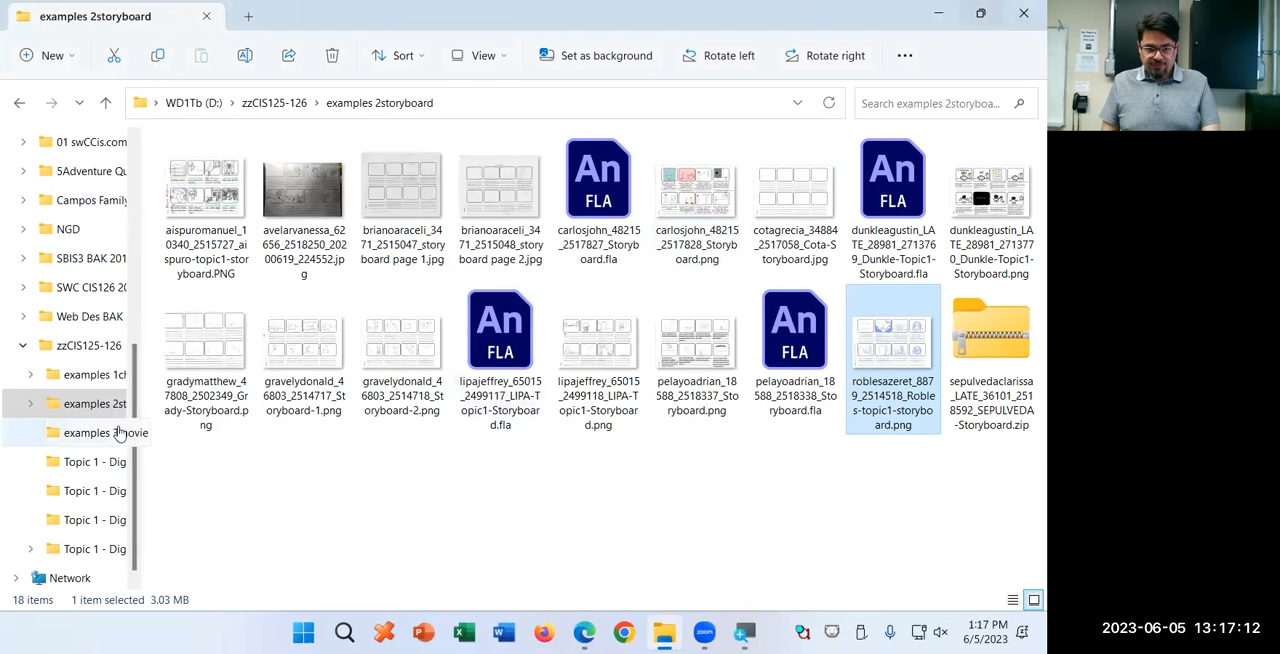 examples 2storyboard
New
Sort
View
Set as background
Rotate left
Rotate right
WD1Tb (D:)
zzCIS125-126
examples 2storyboard
Search examples 2storyboa...
01 swCCis.com
5Adventure Qu
Campos Family
NGD
SBIS3 BAK 201
SWC CIS126 20
Web Des BAK
zzCIS125-126
examples 1ch
examples 2st
examples movie
Topic 1 - Dig
Topic 1 - Dig
Topic 1 - Dig
Topic 1 - Dig
Network
An
FLA
An
FLA
aispuromanuel_1
0340_2515727_ai
spuro-topic1-stor
yboard.PNG
avelarvanessa_62
656_2518250_202
00619_224552.jp
g
brianoaraceli_3
471_2515047_story
board page 1.jpg
brianoaraceli_3
471_2515048_stor
yboard page 2.jpg
carlosjohn_48215
_2517827_Storyb
oard.fla
carlosjohn_48215
_2517828_Storyb
oard.png
cotagrecia_34884
_2517058_Cota-S
toryboard.jpg
dunkleagustin_LA
TE_28981_271376
9_Dunkle-Topic1-
Storyboard.fla
dunkleagustin_LA
TE_28981_271377
0_Dunkle-Topic1-
Storyboard.png
An
FLA
An
FLA
gradymatthew_4
7808_2502349_Gr
ady-Storyboard.p
ng
gravelydonald_4
6803_2514717_St
oryboard-1.png
gravelydonald_4
6803_2514718_St
oryboard-2.png
lipajeffrey_65015
_2499117_LIPA-T
opic1-Storyboar
d.fla
lipajeffrey_65015
_2499118_LIPA-T
opic1-Storyboar
d.png
pelayoadrian_18
588_2518337_Sto
ryboard.png
pelayoadrian_18
588_2518338_Sto
ryboard.fla
roblesazeret_887
9_2514518_Roble
s-topic1-storybo
ard.png
sepulvedaclarissa
_LATE_36101_251
8592_SEPULVEDA
-Storyboard.zip
18 items 1 item selected 3.03 MB
zoom
1:17 PM
6/5/2023
2023-06-05 13:17:12